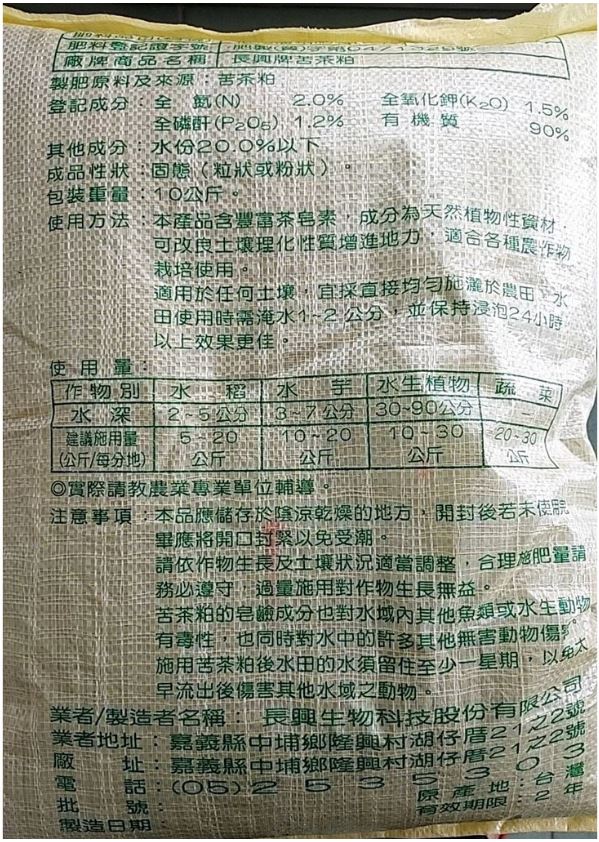 肥料登記證字號
廠牌商品名稱 長興牌苦茶粕
製肥原料及來源：苦茶粕
登記成分：全氮(N) 2.0% 全氧化鉀(K₂O) 1.5%
全磷酐(P₂O₅) 1.2% 有機質 90%
其他成分：水份20.0%以下
成品性狀：固態（粒狀或粉狀）。
包裝重量：10公斤。
使用方法：本產品含豐富茶皂素，成分為天然植物性資材，
可改良土壤理化性質增進地力，適合各種農作物
栽培使用。
適用於任何土壤，宜採直接均勻施灑於農田，水
田使用時需淹水1~2公分，並保持浸泡24小時
以上效果更佳。
使用量：
作物別 水稻 水芋 水生植物 蔬菜
水深 2~5公分 3~7公分 30~90公分 －
建議施用量 5~20 10~20 10~30 20~30
(公斤/每分地) 公斤 公斤 公斤 公斤
◎實際請教農業專業單位輔導。
注意事項：本品應儲存於陰涼乾燥的地方，開封後若未使用完
畢應將開口封緊以免受潮。
請依作物生長及土壤狀況適當調整，合理施肥量請
務必遵守，過量施用對作物生長無益。
苦茶粕的皂鹼成分也對水域內其他魚類或水生動物
有毒性，也同時對水中的許多其他無害動物傷害。
施用苦茶粕後水田的水須留住至少一星期，以免太
早流出後傷害其他水域之動物。
業者/製造者名稱：長興生物科技股份有限公司
業者地址：嘉義縣中埔鄉隆興村湖仔厝21之2號
廠址：嘉義縣中埔鄉隆興村湖仔厝21之2號
電話：(05)2535303
批號： 原產地：台灣
製造日期： 有效期限：2年